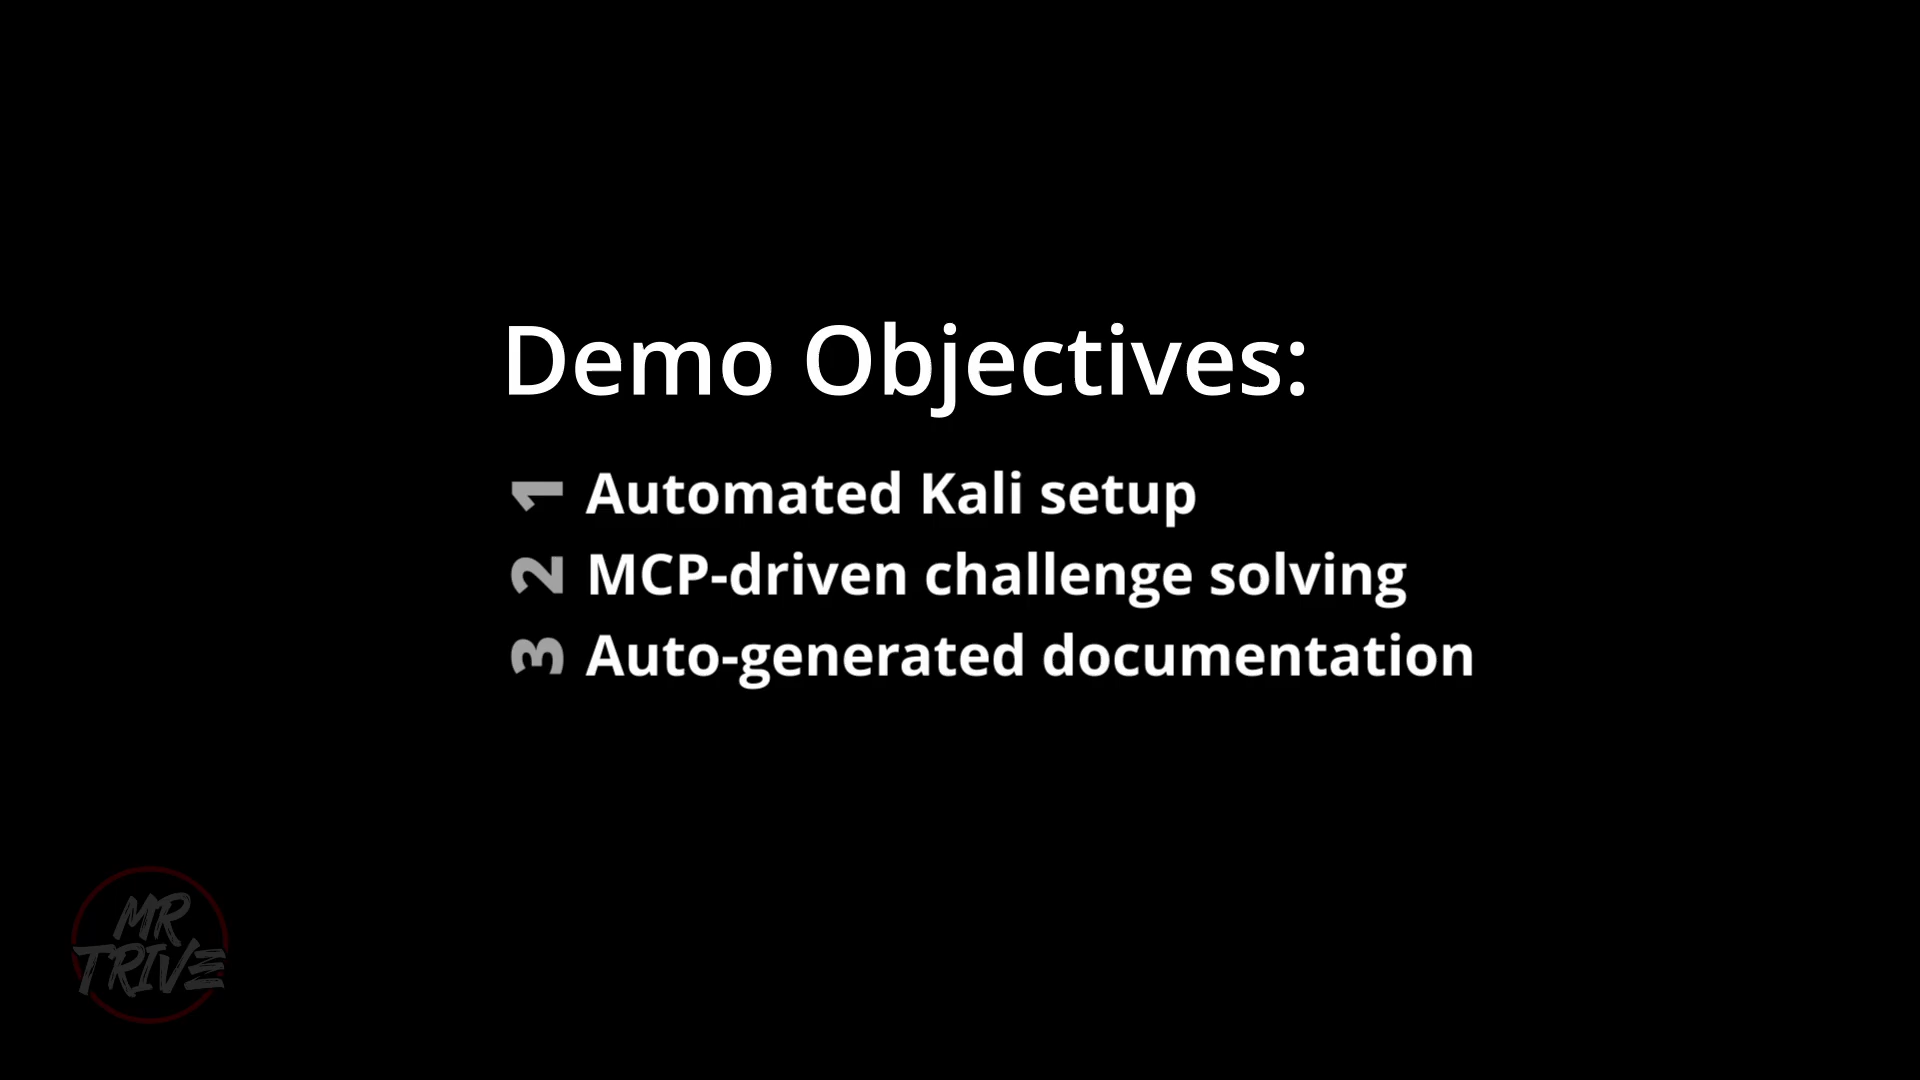 Demo Objectives:
1 Automated Kali setup
2 MCP-driven challenge solving
3 Auto-generated documentation
MR
TRIVE